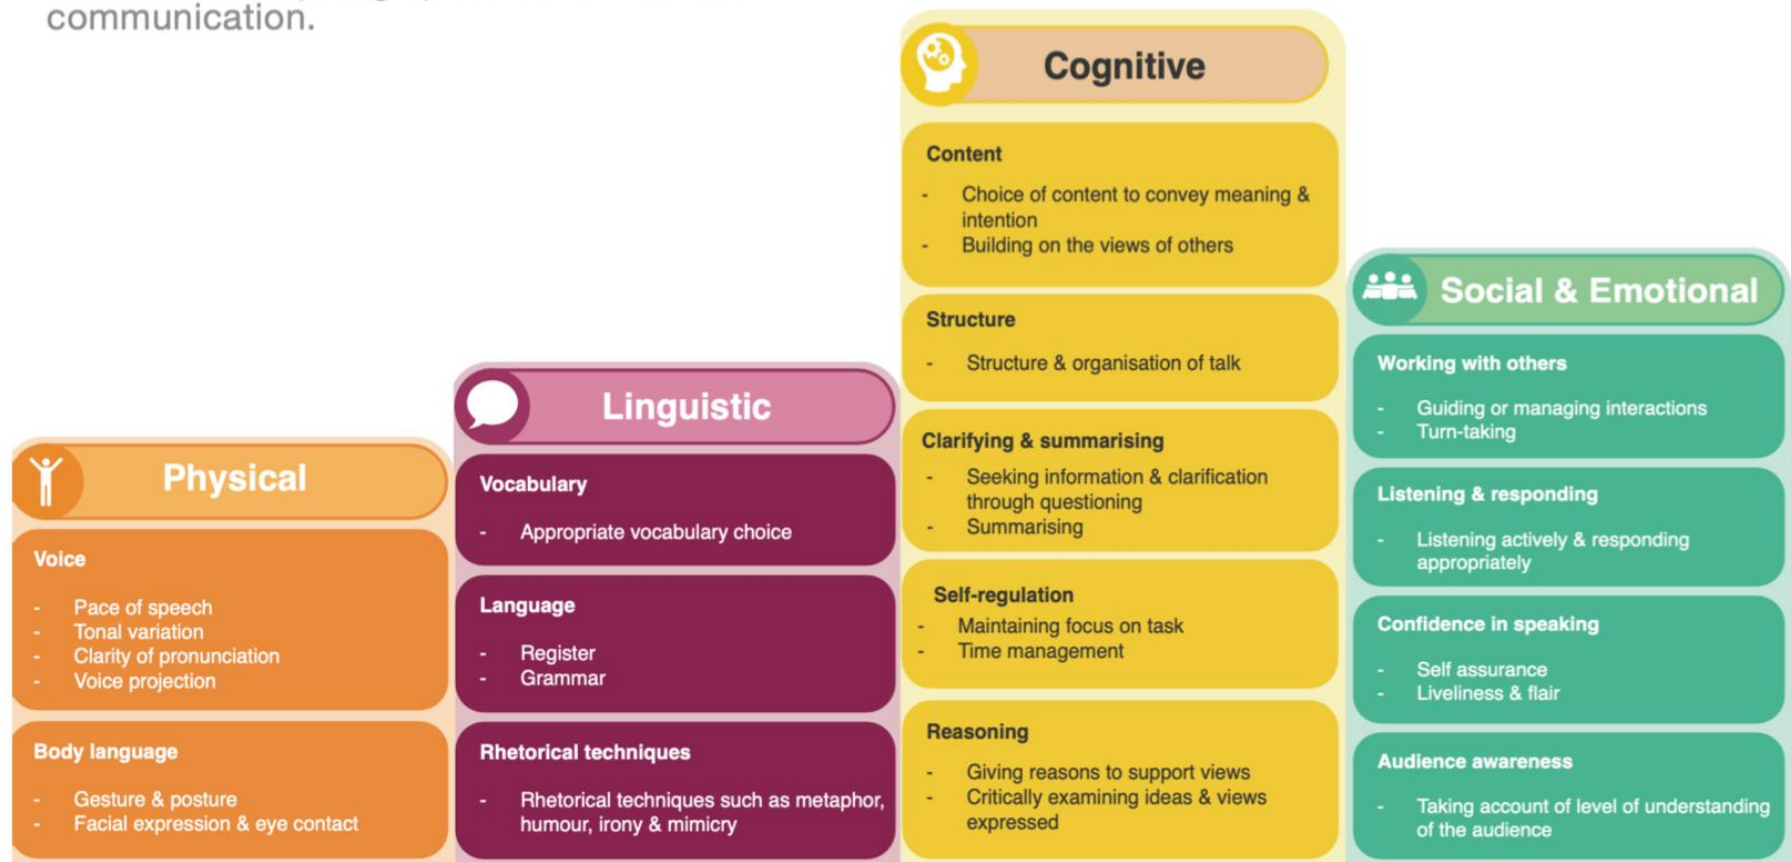 communication.
Physical
Voice
- Pace of speech
- Tonal variation
- Clarity of pronunciation
- Voice projection
Body language
- Gesture & posture
- Facial expression & eye contact
Linguistic
Vocabulary
- Appropriate vocabulary choice
Language
- Register
- Grammar
Rhetorical techniques
- Rhetorical techniques such as metaphor,
humour, irony & mimicry
Cognitive
Content
- Choice of content to convey meaning &
intention
- Building on the views of others
Structure
- Structure & organisation of talk
Clarifying & summarising
- Seeking information & clarification
through questioning
- Summarising
Self-regulation
- Maintaining focus on task
- Time management
Reasoning
- Giving reasons to support views
- Critically examining ideas & views
expressed
Social & Emotional
Working with others
- Guiding or managing interactions
- Turn-taking
Listening & responding
- Listening actively & responding
appropriately
Confidence in speaking
- Self assurance
- Liveliness & flair
Audience awareness
- Taking account of level of understanding
of the audience